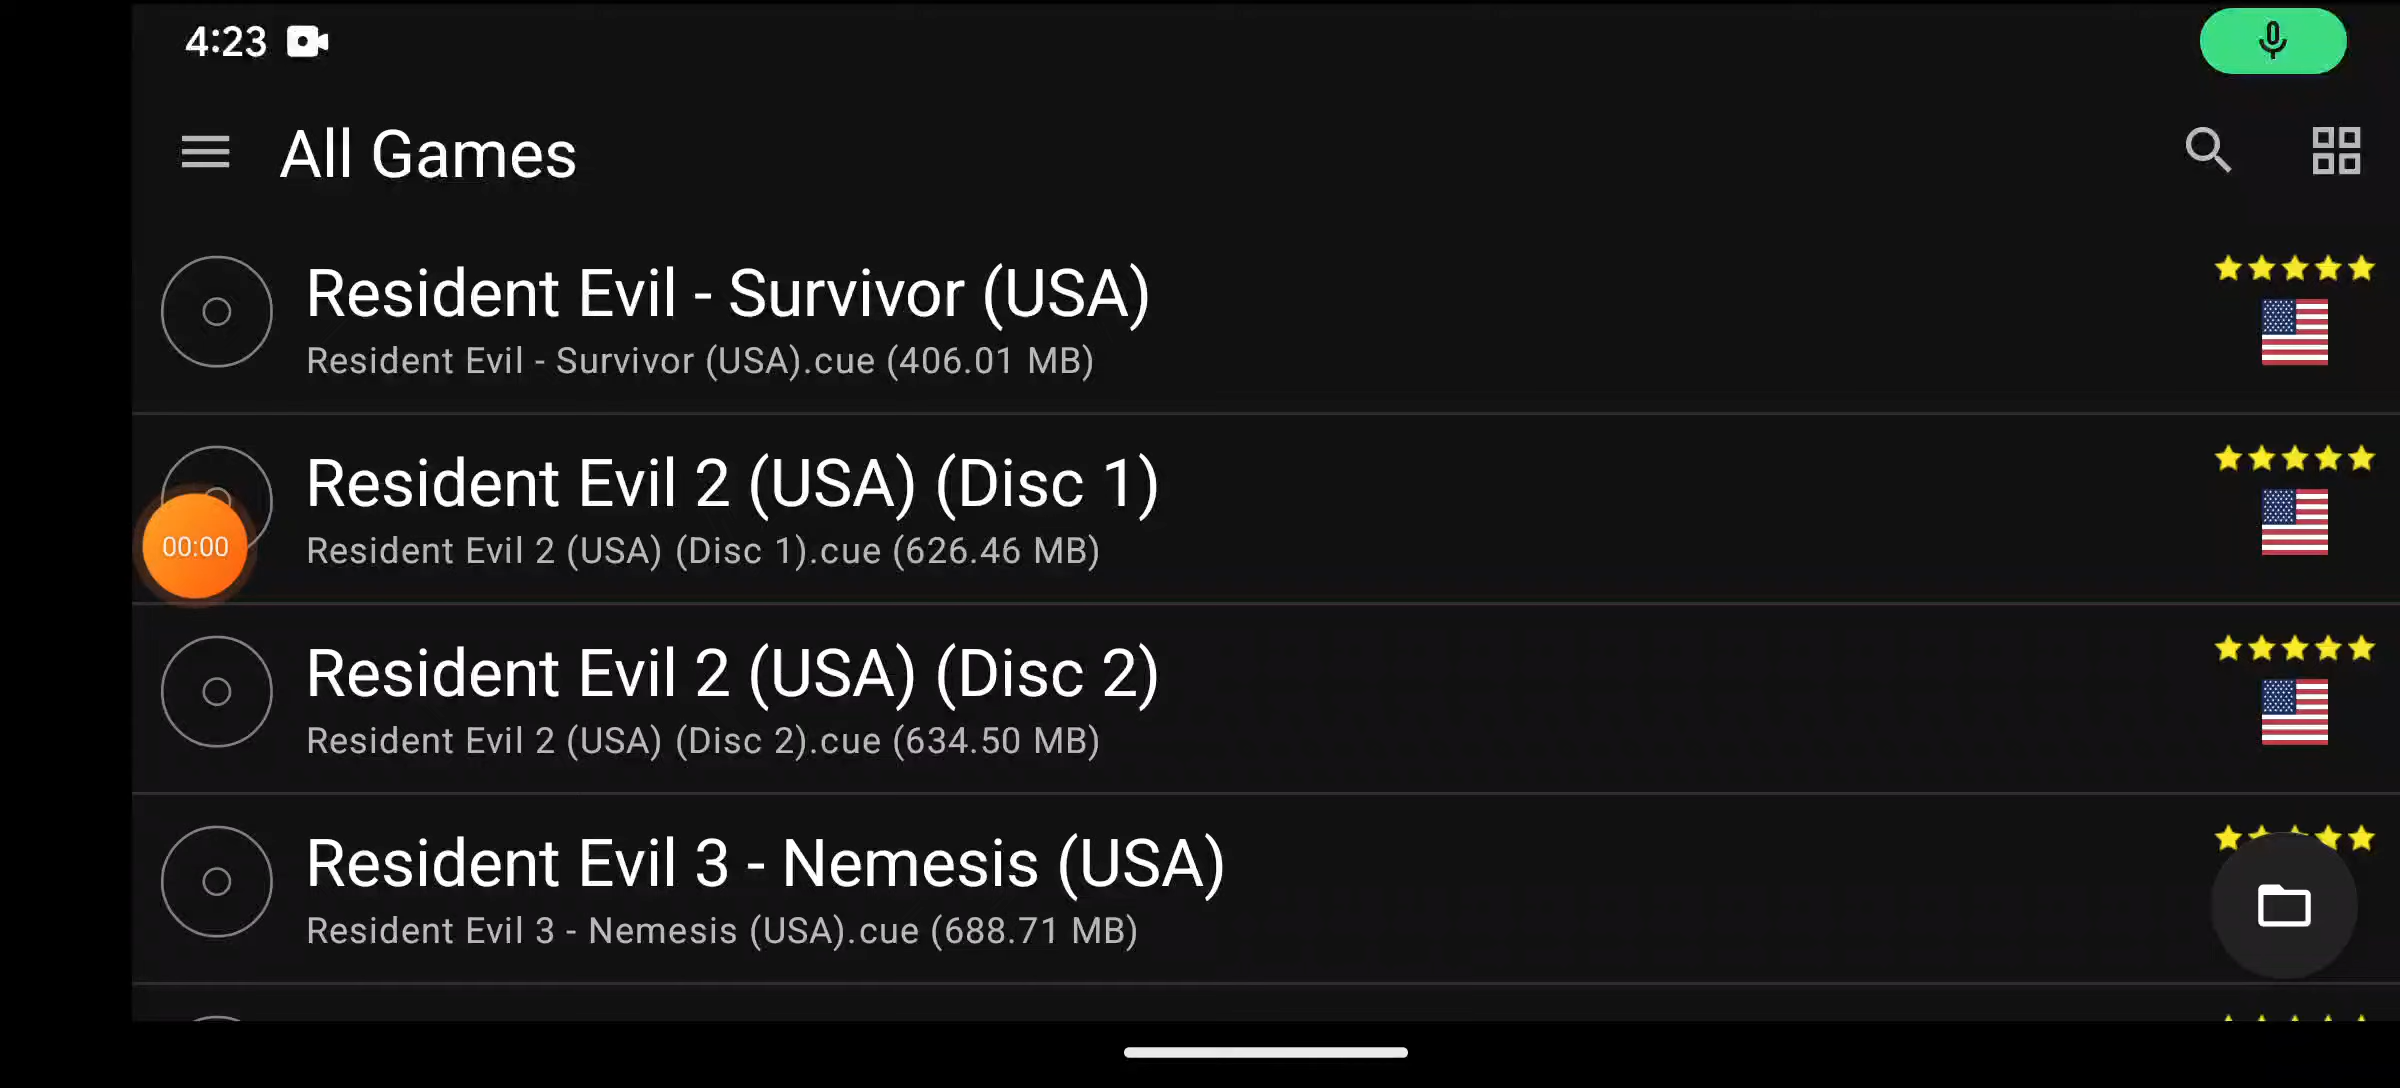 4:23
All Games
Resident Evil - Survivor (USA)
Resident Evil - Survivor (USA).cue (406.01 MB)
Resident Evil 2 (USA) (Disc 1)
00:00
Resident Evil 2 (USA) (Disc 1).cue (626.46 MB)
Resident Evil 2 (USA) (Disc 2)
Resident Evil 2 (USA) (Disc 2).cue (634.50 MB)
Resident Evil 3 - Nemesis (USA)
Resident Evil 3 - Nemesis (USA).cue (688.71 MB)